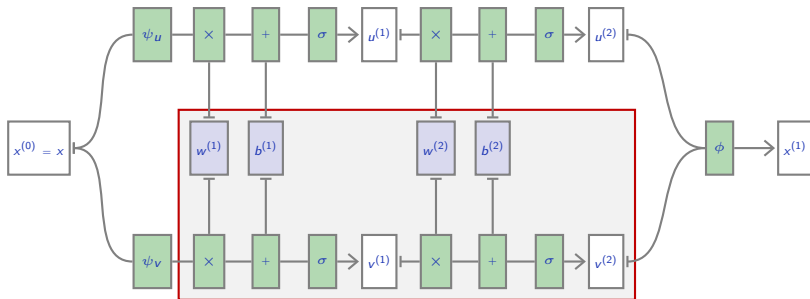 ψ_u × + σ u^(1) × + σ u^(2)
x^(0) = x w^(1) b^(1) w^(2) b^(2) ϕ x^(1)
ψ_v × + σ v^(1) × + σ v^(2)